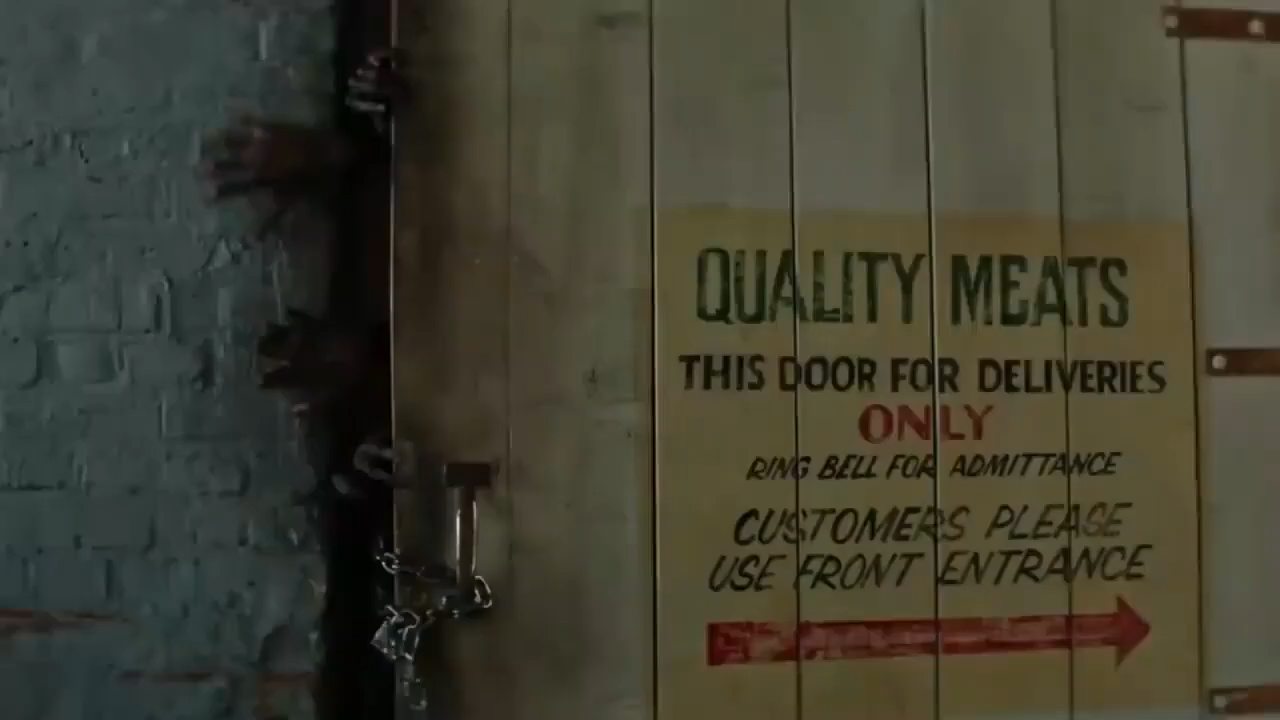 QUALITY MEATS
THIS DOOR FOR DELIVERIES
ONLY
RING BELL FOR ADMITTANCE
CUSTOMERS PLEASE
USE FRONT ENTRANCE